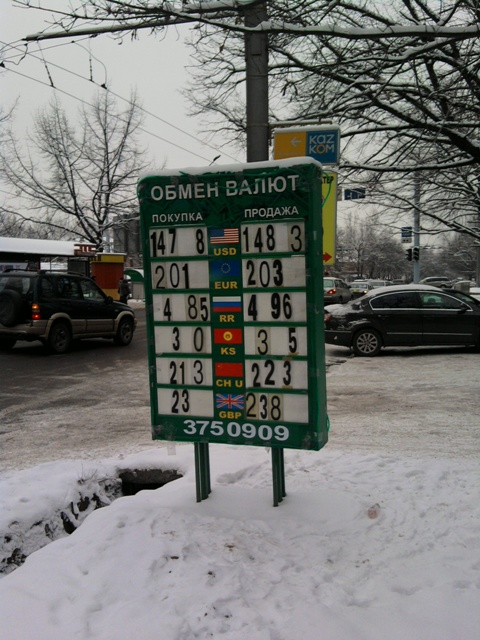 KAZ
KOM
ОБМЕН ВАЛЮТ
ПОКУПКА ПРОДАЖА
147 8 USD 148 3
201 EUR 203
4 85 RR 4 96
3 0 KS 3 5
213 CH U 223
23 GBP 238
3750909